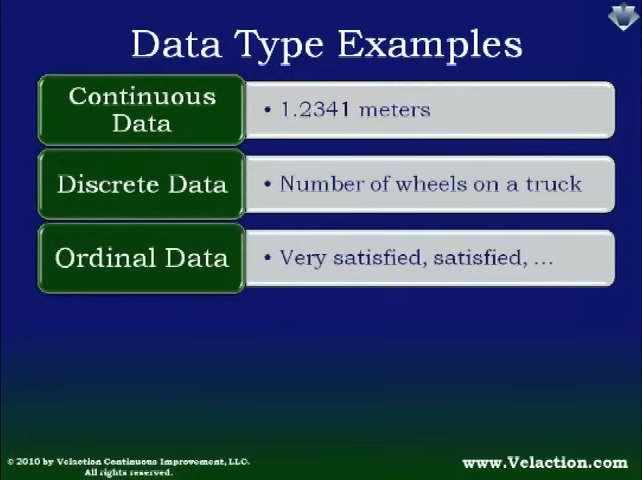 Data Type Examples
Continuous
Data
• 1.2341 meters
Discrete Data
• Number of wheels on a truck
Ordinal Data
• Very satisfied, satisfied, ...
© 2010 by Velaction Continuous Improvement, LLC.
All rights reserved.
www.Velaction.com